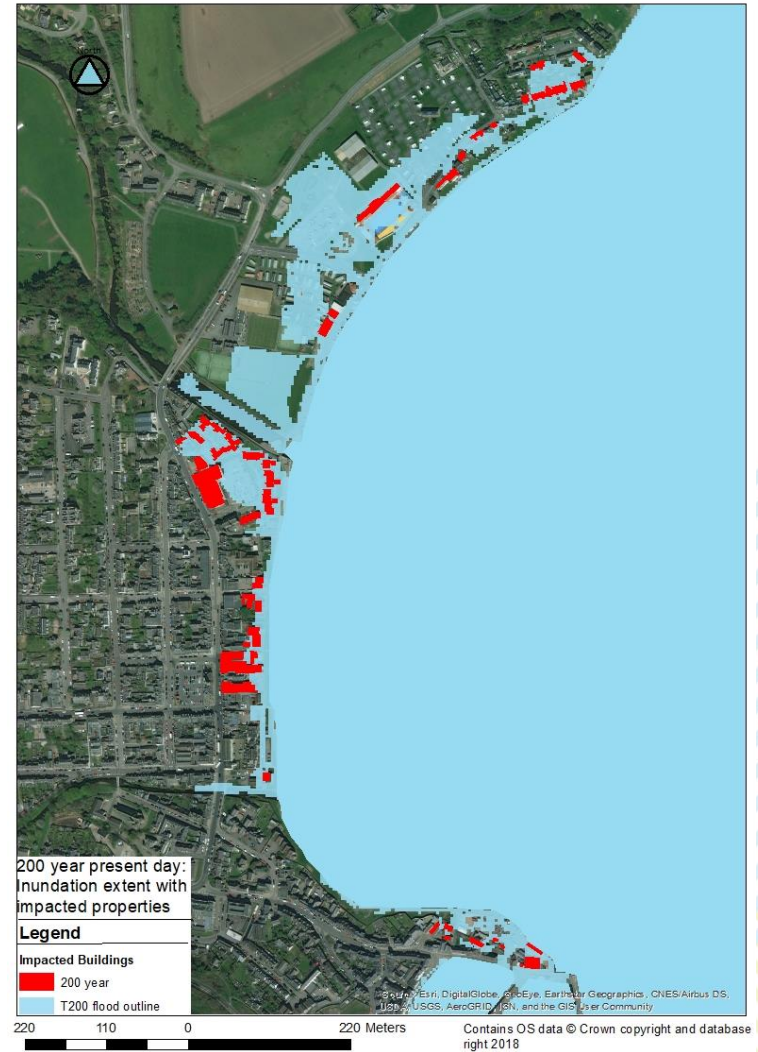 North
200 year present day:
Inundation extent with
impacted properties
Legend
Impacted Buildings
200 year
T200 flood outline
Source: Esri, DigitalGlobe, GeoEye, Earthstar Geographics, CNES/Airbus DS,
USDA, USGS, AeroGRID, IGN, and the GIS User Community
220 110 0 220 Meters
Contains OS data © Crown copyright and database
right 2018